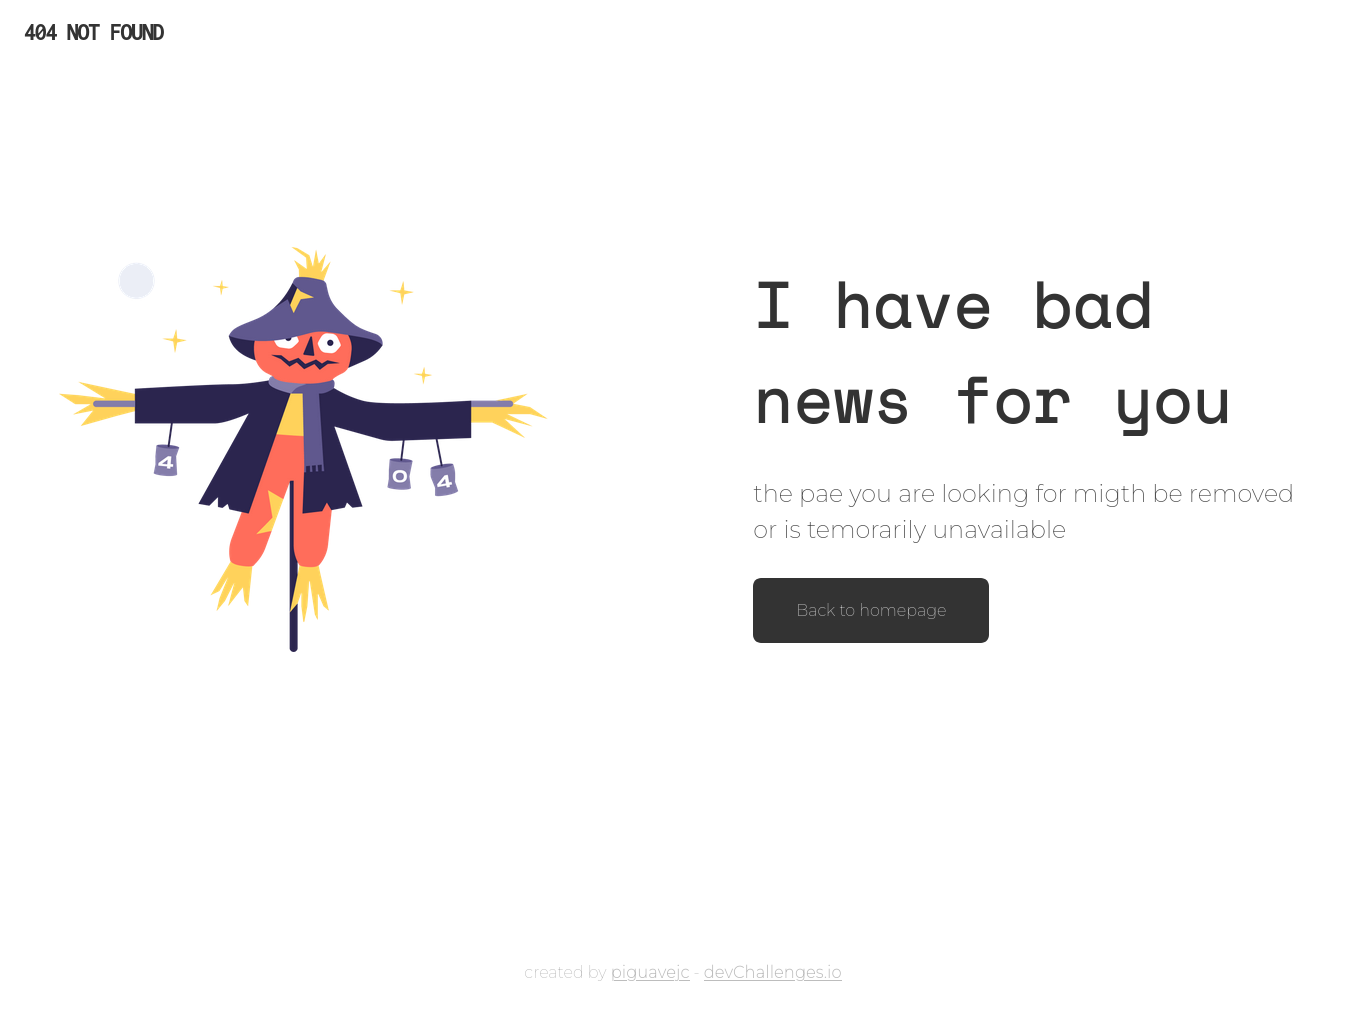 404 NOT FOUND
4
0
4
I have bad
news for you
the pae you are looking for migth be removed
or is temorarily unavailable
Back to homepage
created by piguavejc - devChallenges.io